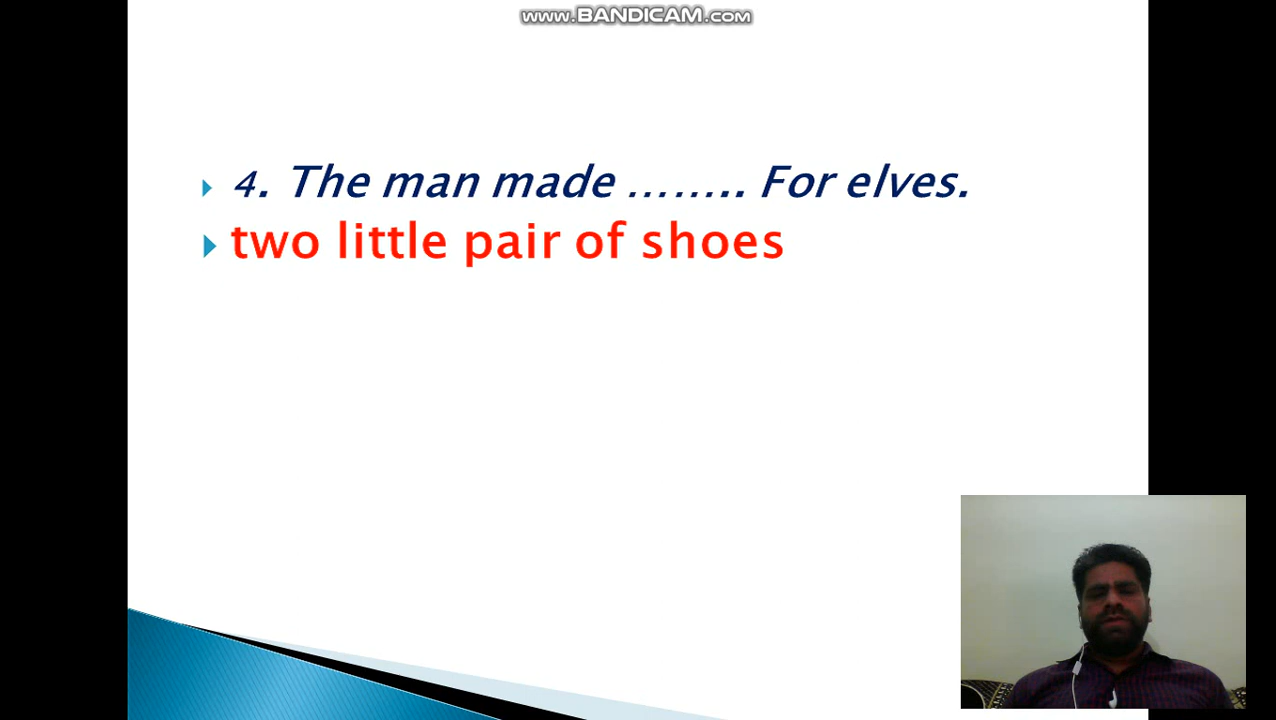 www.BANDICAM.com
4. The man made …….. For elves.
two little pair of shoes